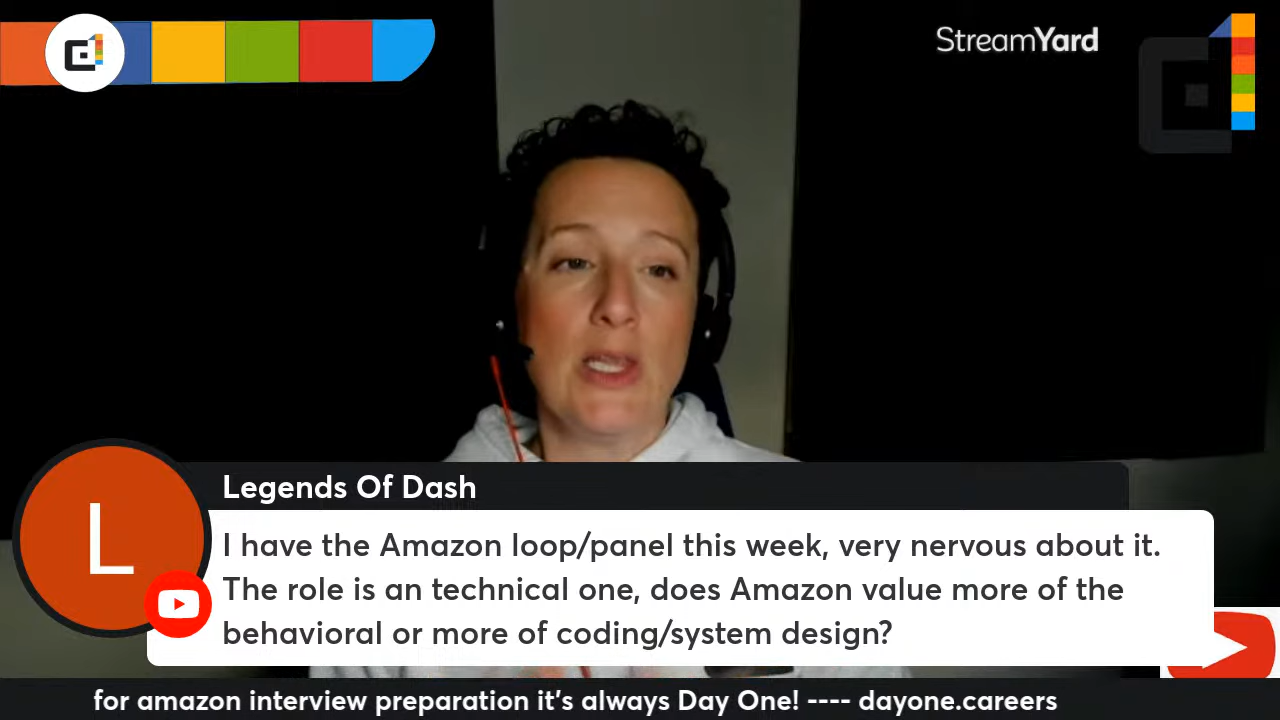 StreamYard
Legends Of Dash
L
I have the Amazon loop/panel this week, very nervous about it.
The role is an technical one, does Amazon value more of the
behavioral or more of coding/system design?
for amazon interview preparation it's always Day One! ---- dayone.careers